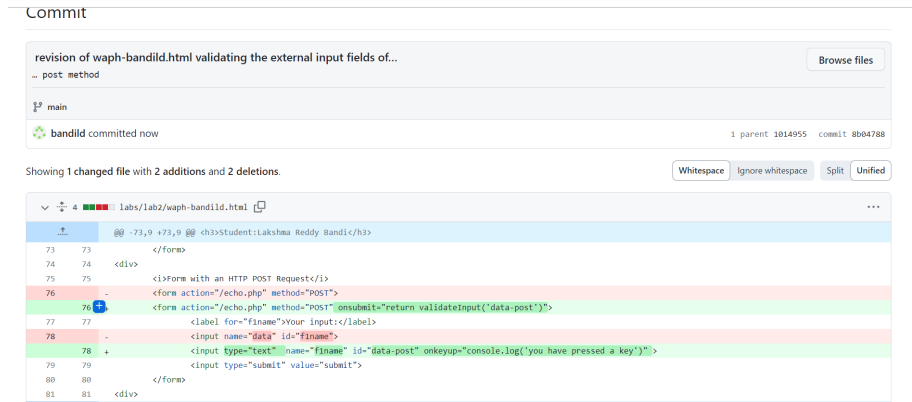 Commit
revision of waph-bandild.html validating the external input fields of...
… post method
Browse files
main
bandild committed now
1 parent 1014955 commit 8b04788
Showing 1 changed file with 2 additions and 2 deletions.
Whitespace Ignore whitespace Split Unified
4 labs/lab2/waph-bandild.html
@@ -73,9 +73,9 @@ <h3>Student:Lakshma Reddy Bandi</h3>
73 73 </form>
74 74 <div>
75 75 <i>Form with an HTTP POST Request</i>
76 - <form action="/echo.php" method="POST">
76 + <form action="/echo.php" method="POST" onsubmit="return validateInput('data-post')">
77 77 <label for="f1name">Your input:</label>
78 - <input name="data" id="f1name">
78 + <input type="text" name="f1name" id="data-post" onkeyup="console.log('you have pressed a key')" >
79 79 <input type="submit" value="submit">
80 80 </form>
81 81 <div>